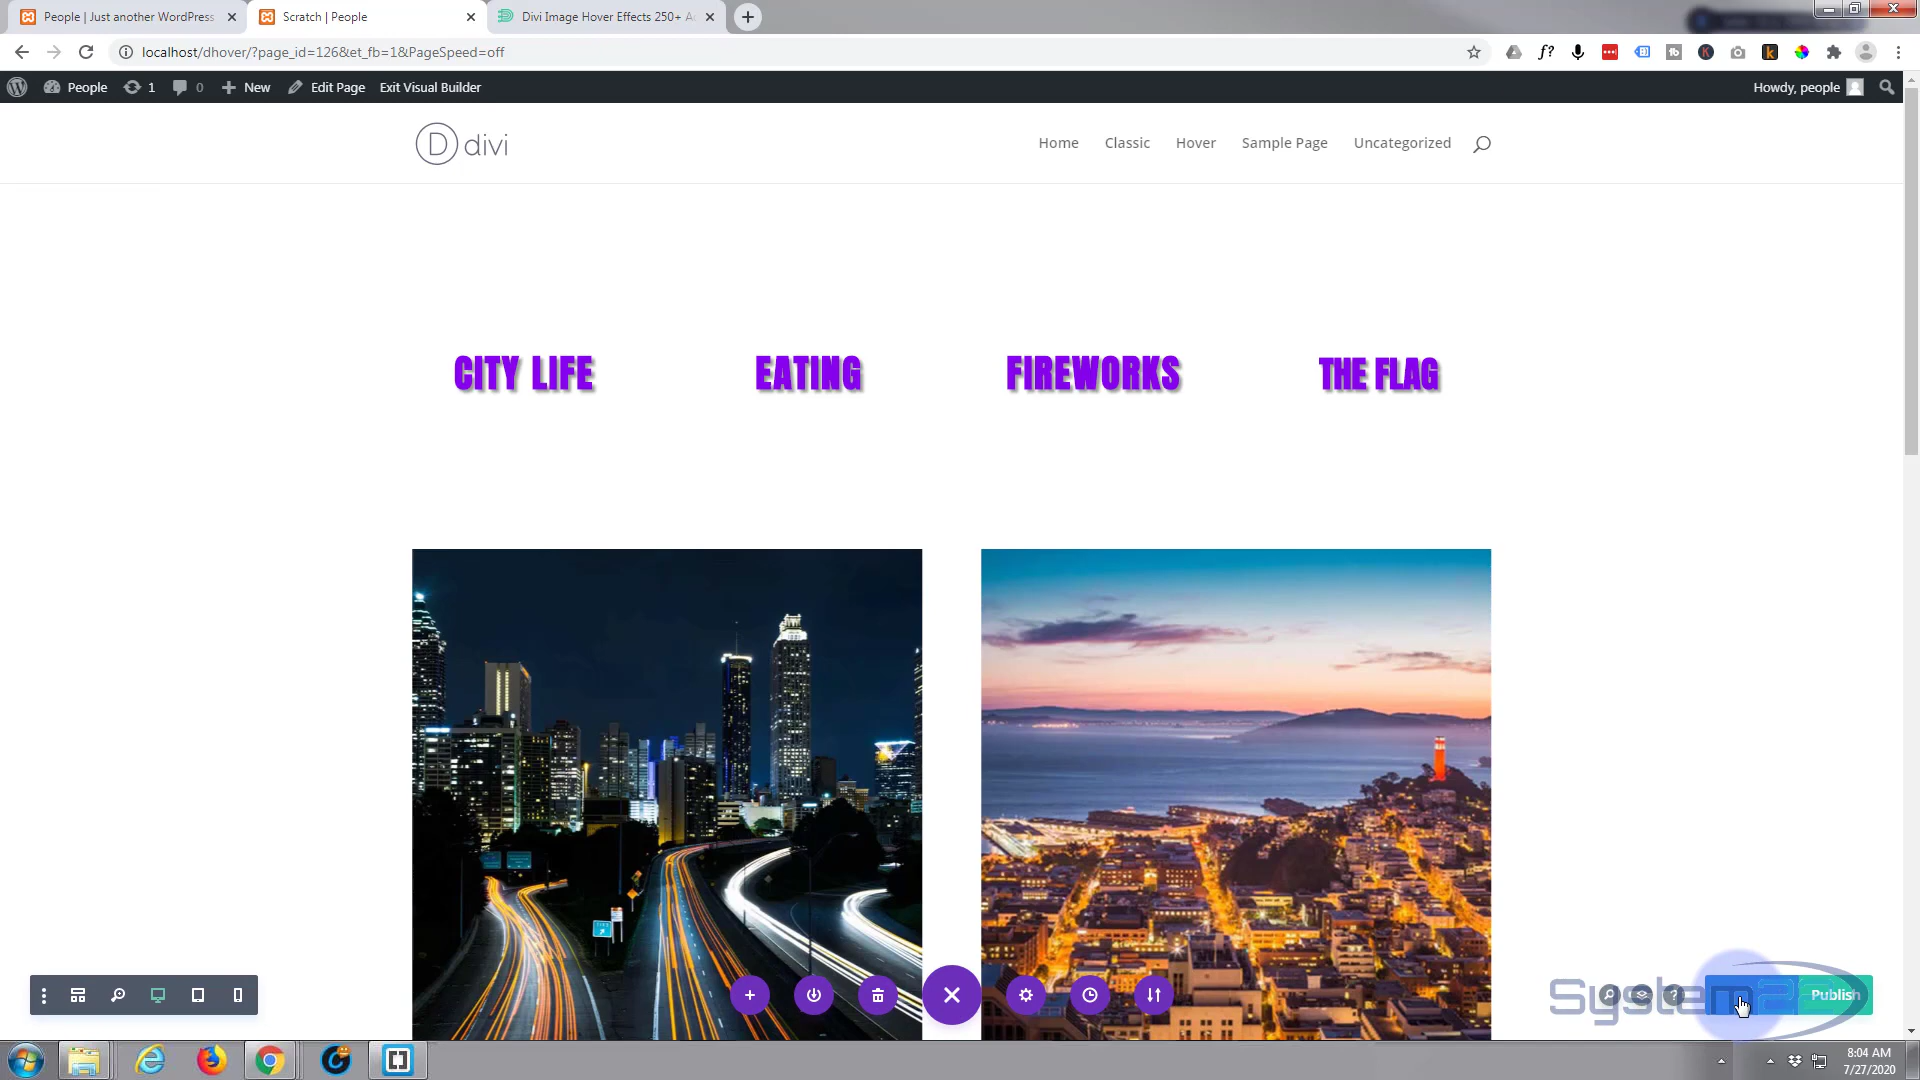 People | Just another WordPress
Scratch | People
Divi Image Hover Effects 250+ A
localhost/dhover/?page_id=126&et_fb=1&PageSpeed=off
People 1 0 New Edit Page Exit Visual Builder
Howdy, people
D divi
Home Classic Hover Sample Page Uncategorized
CITY LIFE EATING FIREWORKS THE FLAG
System22
Publish
8:04 AM
7/27/2020